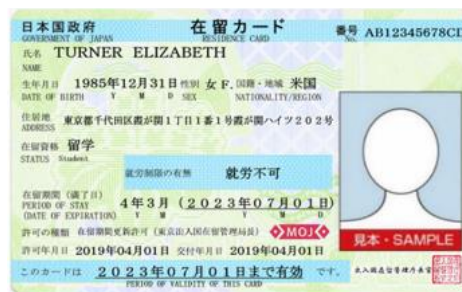 日本国政府 在留カード 番号 AB12345678CD
GOVERNMENT OF JAPAN RESIDENCE CARD No.
氏名 TURNER ELIZABETH
NAME
生年月日 1985年12月31日 性別 女 F. 国籍・地域 米国
DATE OF BIRTH Y M D SEX NATIONALITY/REGION
住居地 東京都千代田区霞が関1丁目1番1号霞が関ハイツ202号
ADDRESS
在留資格 留学
STATUS Student
就労制限の有無 就労不可
在留期間(満了日) 4年3月(2023年07月01日)
PERIOD OF STAY Y M Y M D
(DATE OF EXPIRATION)
許可の種類 在留期間更新許可(東京出入国在留管理局長) MOJ
見本・SAMPLE
許可年月日 2019年04月01日 交付年月日 2019年04月01日
このカードは 2023年07月01日まで有効 です。
PERIOD OF VALIDITY OF THIS CARD